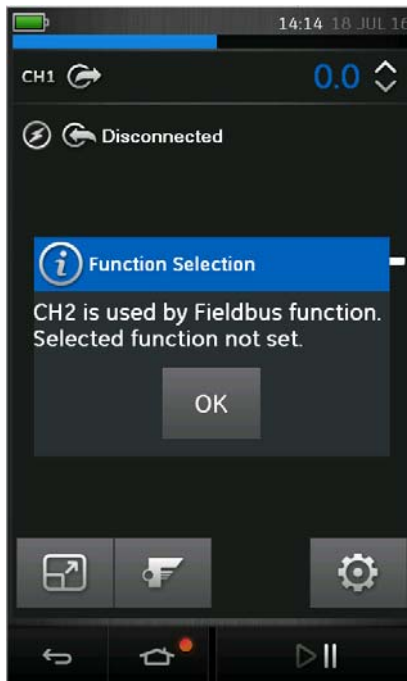 14:14 18 JUL 16
CH1 0.0
Disconnected
Function Selection
CH2 is used by Fieldbus function.
Selected function not set.
OK